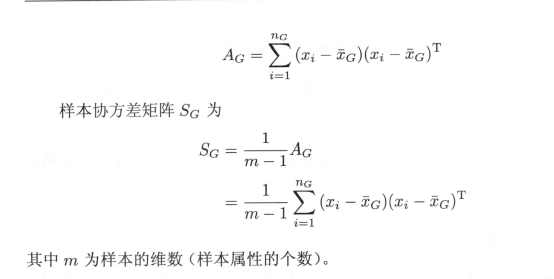 A_G = \sum_{i=1}^{n_G} (x_i - \bar{x}_G)(x_i - \bar{x}_G)^T
样本协方差矩阵 S_G 为
S_G = \frac{1}{m-1} A_G
= \frac{1}{m-1} \sum_{i=1}^{n_G} (x_i - \bar{x}_G)(x_i - \bar{x}_G)^T
其中 m 为样本的维数（样本属性的个数）。